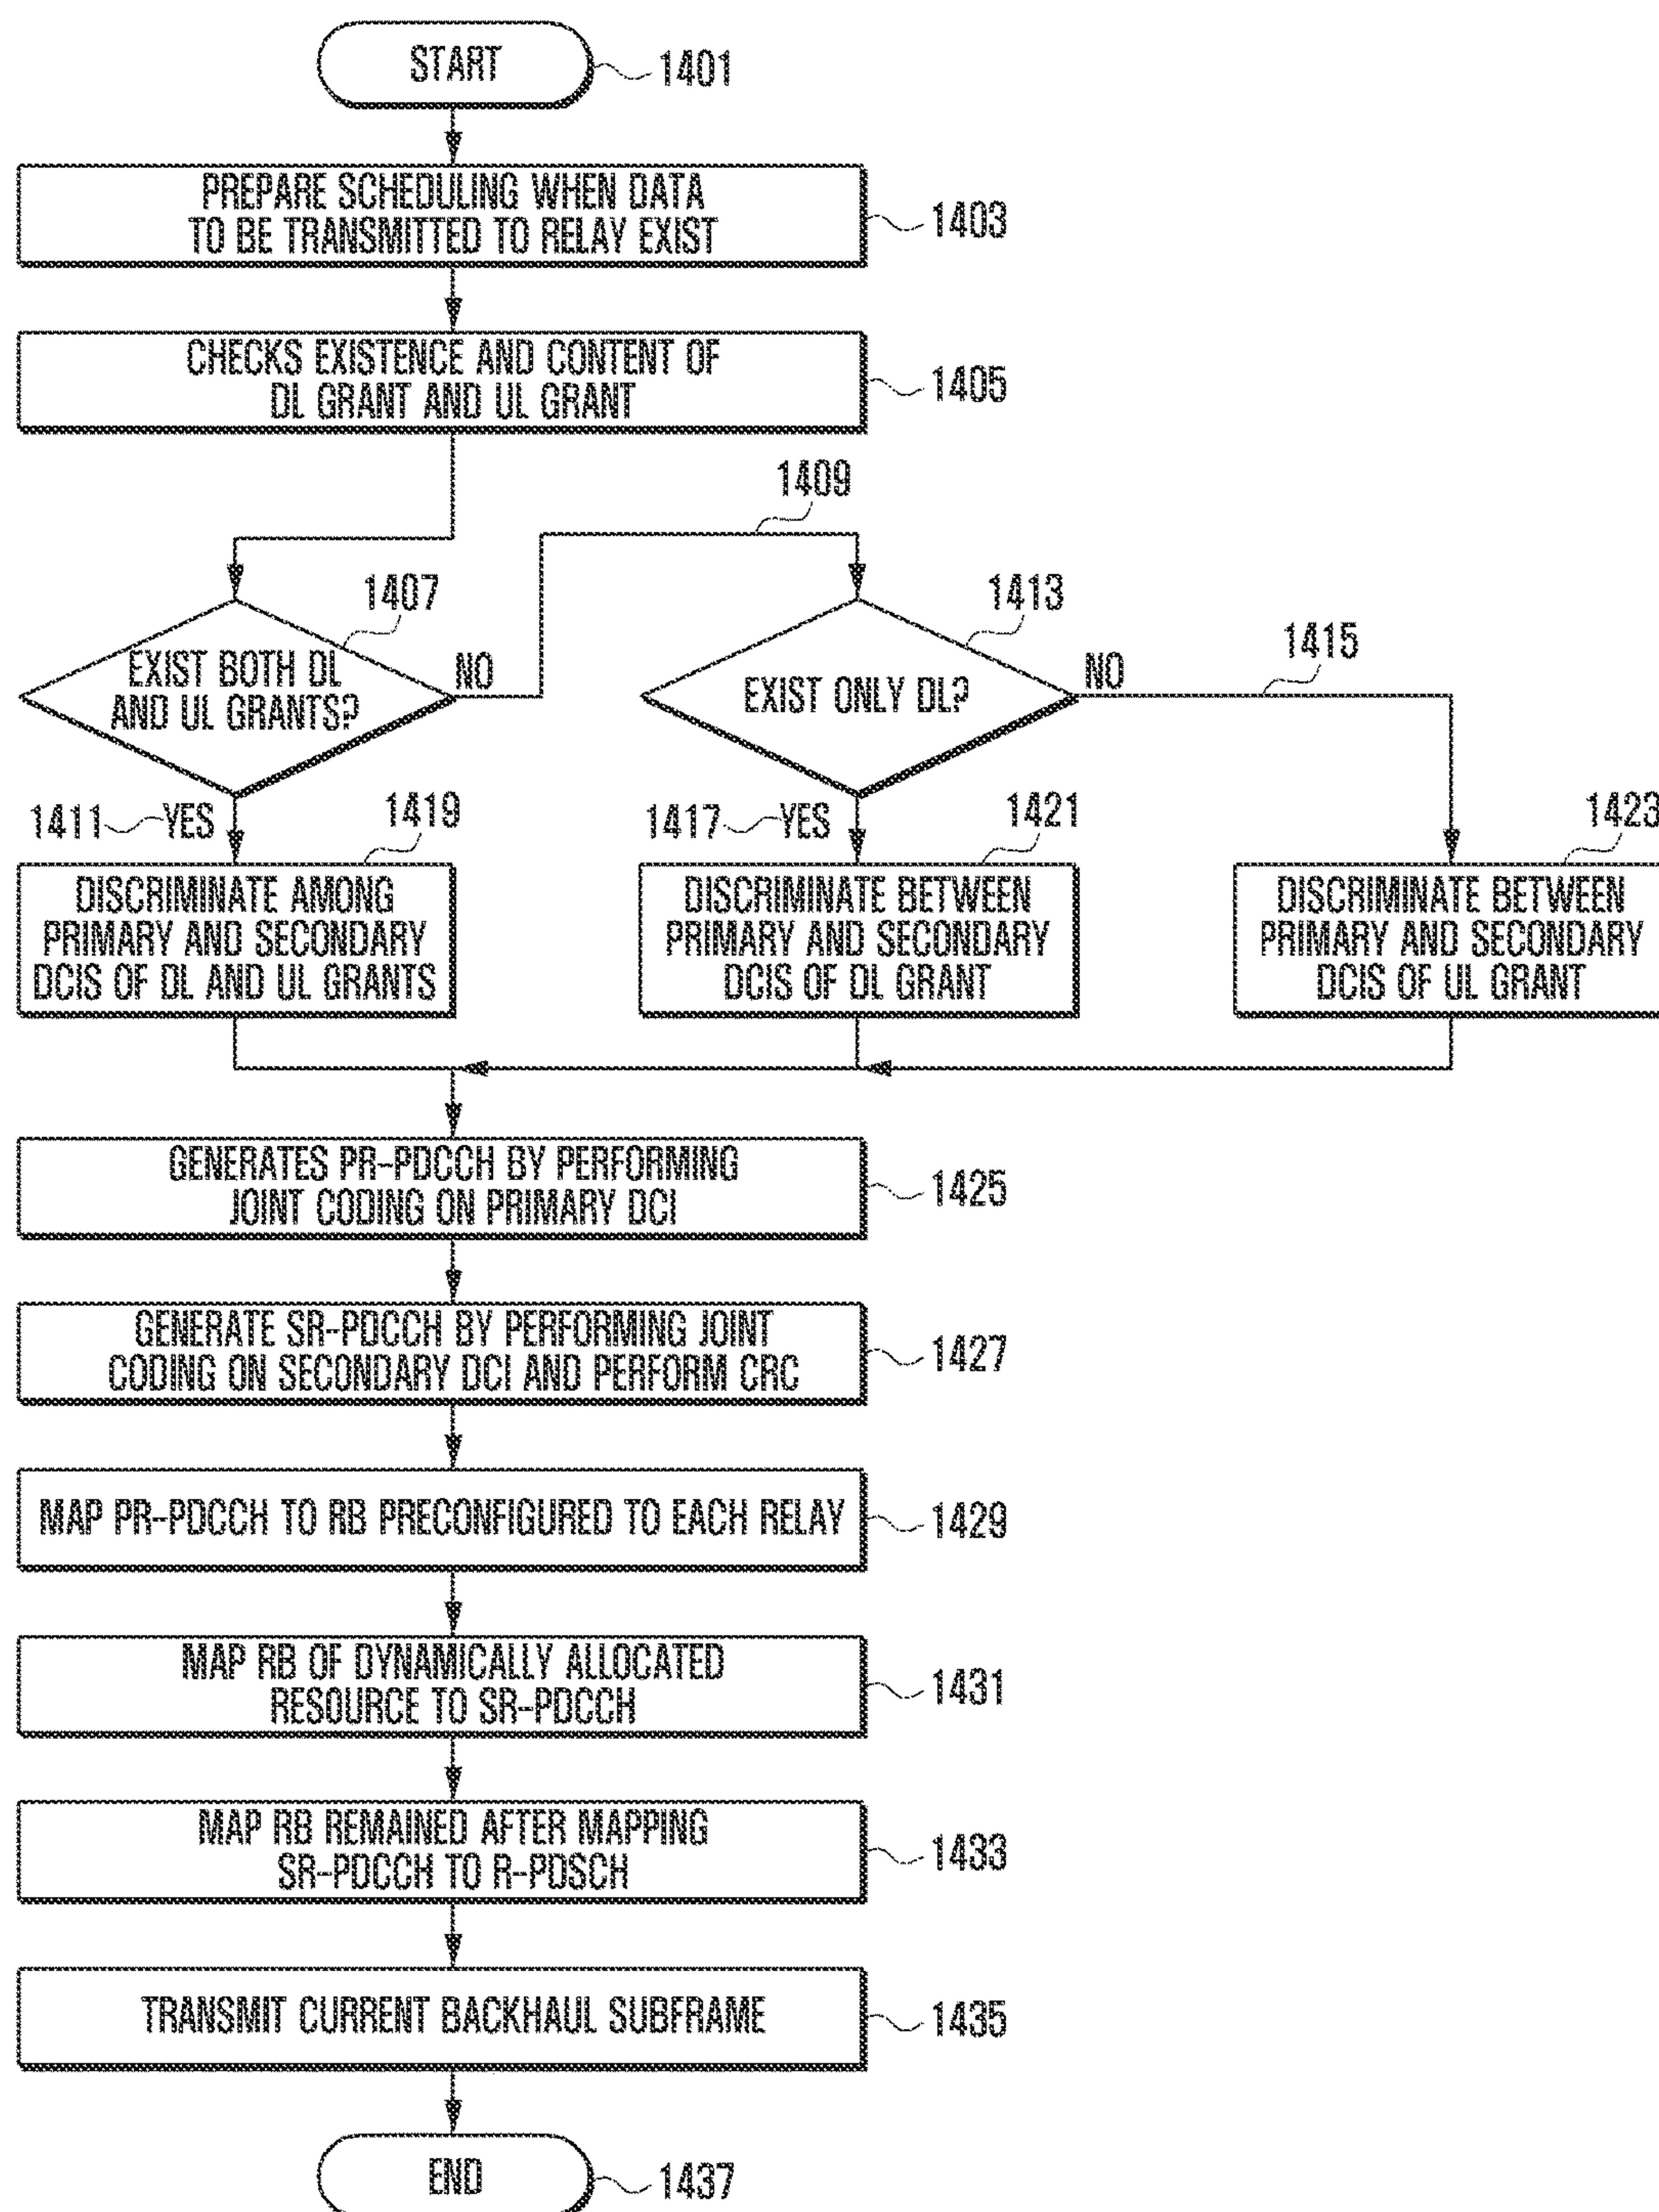 START
1401
PREPARE SCHEDULING WHEN DATA
TO BE TRANSMITTED TO RELAY EXIST
1403
CHECKS EXISTENCE AND CONTENT OF
DL GRANT AND UL GRANT
1405
1409
1407
EXIST BOTH DL
AND UL GRANTS?
NO
1413
EXIST ONLY DL?
NO
1415
1411
YES
1419
1417
YES
1421
1423
DISCRIMINATE AMONG
PRIMARY AND SECONDARY
DCIS OF DL AND UL GRANTS
DISCRIMINATE BETWEEN
PRIMARY AND SECONDARY
DCIS OF DL GRANT
DISCRIMINATE BETWEEN
PRIMARY AND SECONDARY
DCIS OF UL GRANT
GENERATES PR-PDCCH BY PERFORMING
JOINT CODING ON PRIMARY DCI
1425
GENERATE SR-PDCCH BY PERFORMING JOINT
CODING ON SECONDARY DCI AND PERFORM CRC
1427
MAP PR-PDCCH TO RB PRECONFIGURED TO EACH RELAY
1429
MAP RB OF DYNAMICALLY ALLOCATED
RESOURCE TO SR-PDCCH
1431
MAP RB REMAINED AFTER MAPPING
SR-PDCCH TO R-PDSCH
1433
TRANSMIT CURRENT BACKHAUL SUBFRAME
1435
END
1437